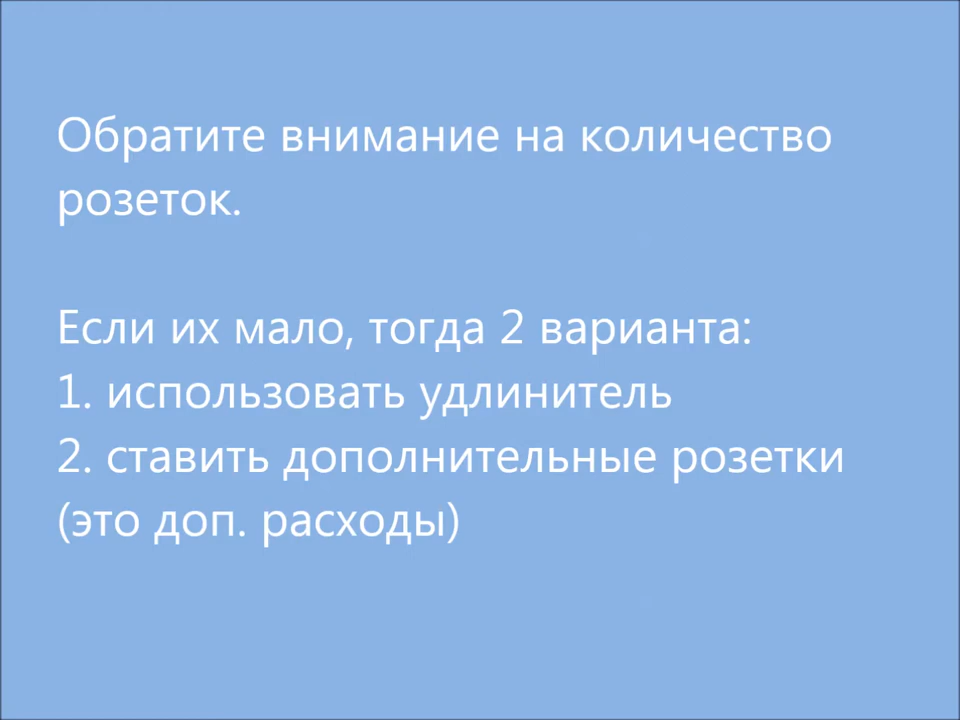 Обратите внимание на количество
розеток.
Если их мало, тогда 2 варианта:
1. использовать удлинитель
2. ставить дополнительные розетки
(это доп. расходы)